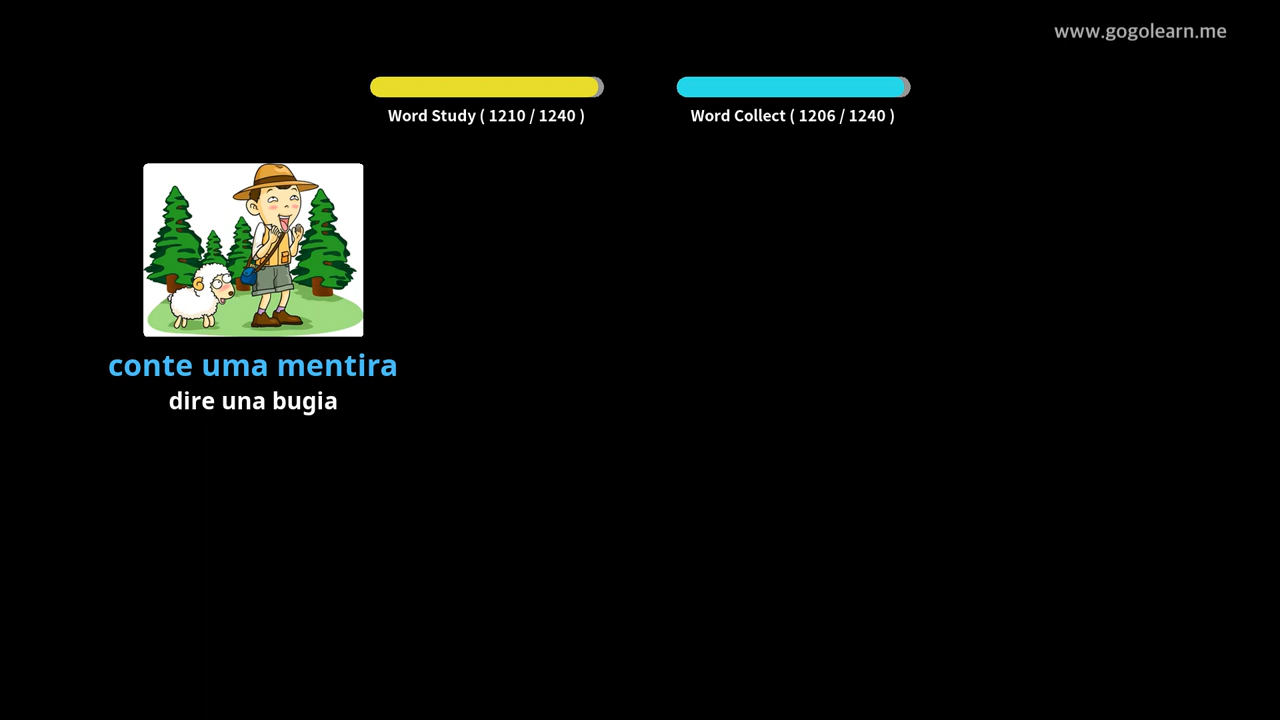 www.gogolearn.me
Word Study ( 1210 / 1240 )
Word Collect ( 1206 / 1240 )
conte uma mentira
dire una bugia